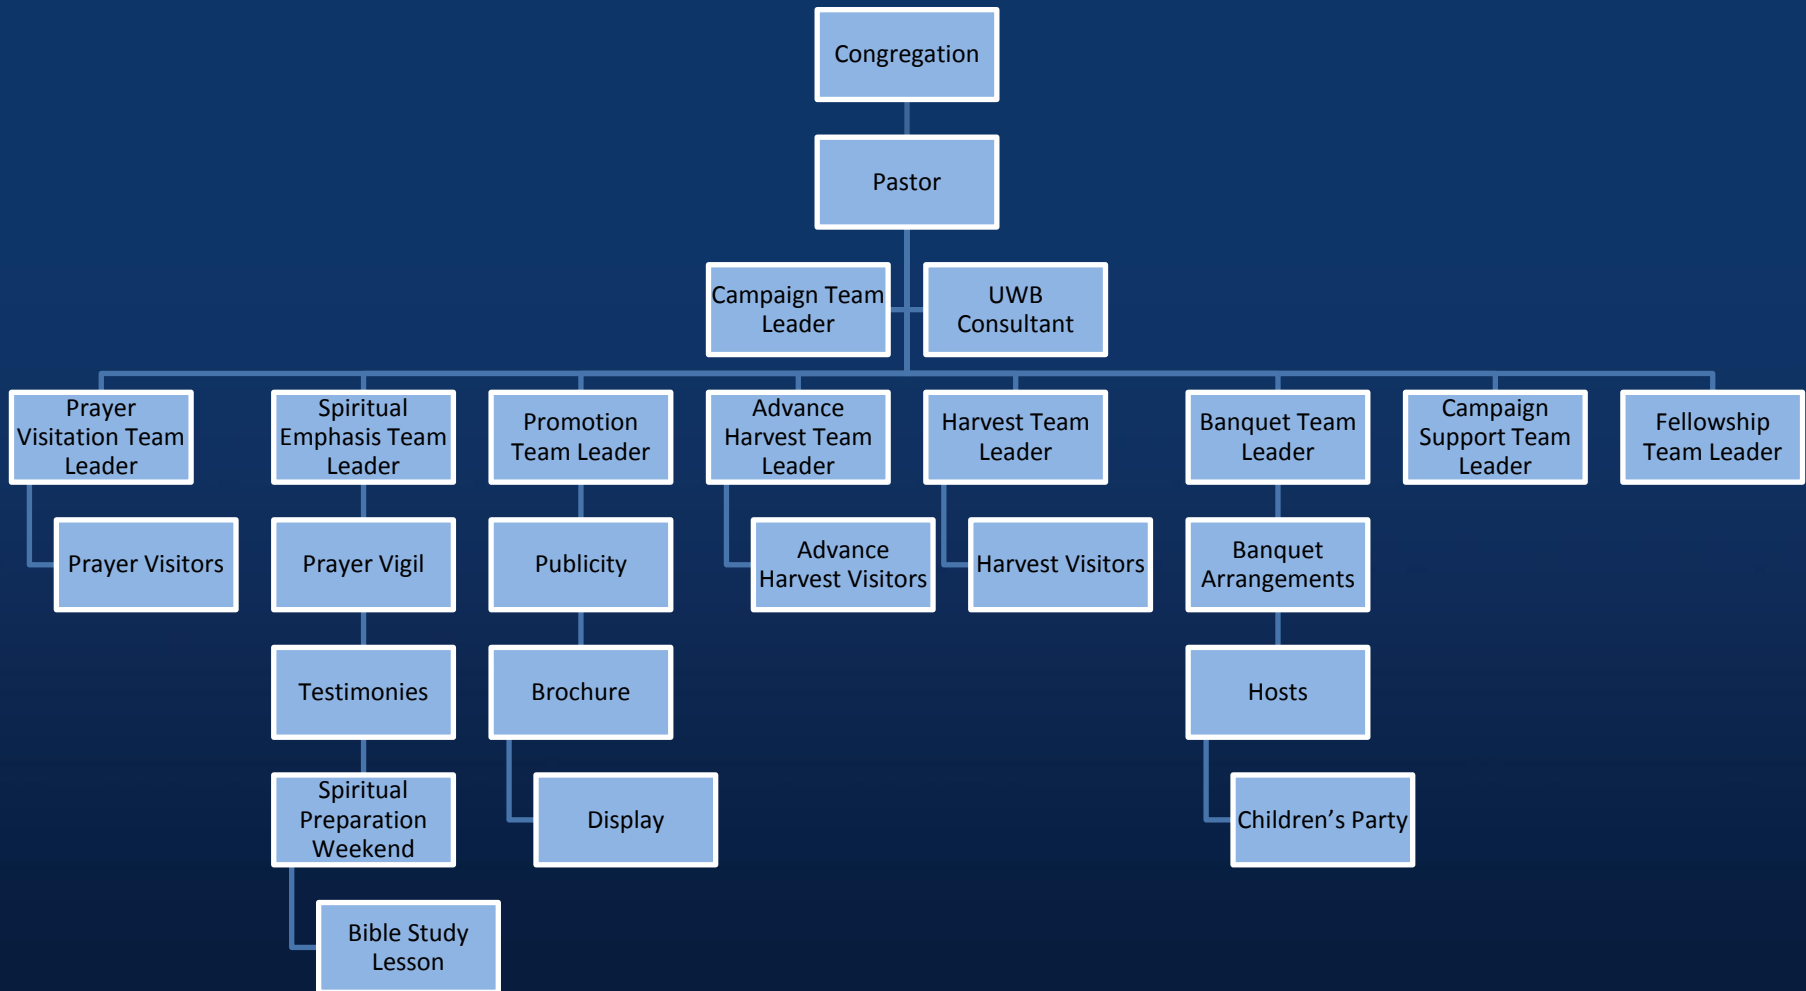 Congregation
Pastor
Campaign Team
Leader
UWB
Consultant
Prayer
Visitation Team
Leader
Spiritual
Emphasis Team
Leader
Promotion
Team Leader
Advance
Harvest Team
Leader
Harvest Team
Leader
Banquet Team
Leader
Campaign
Support Team
Leader
Fellowship
Team Leader
Prayer Visitors
Prayer Vigil
Publicity
Advance
Harvest Visitors
Harvest Visitors
Banquet
Arrangements
Testimonies
Brochure
Hosts
Spiritual
Preparation
Weekend
Display
Children’s Party
Bible Study
Lesson